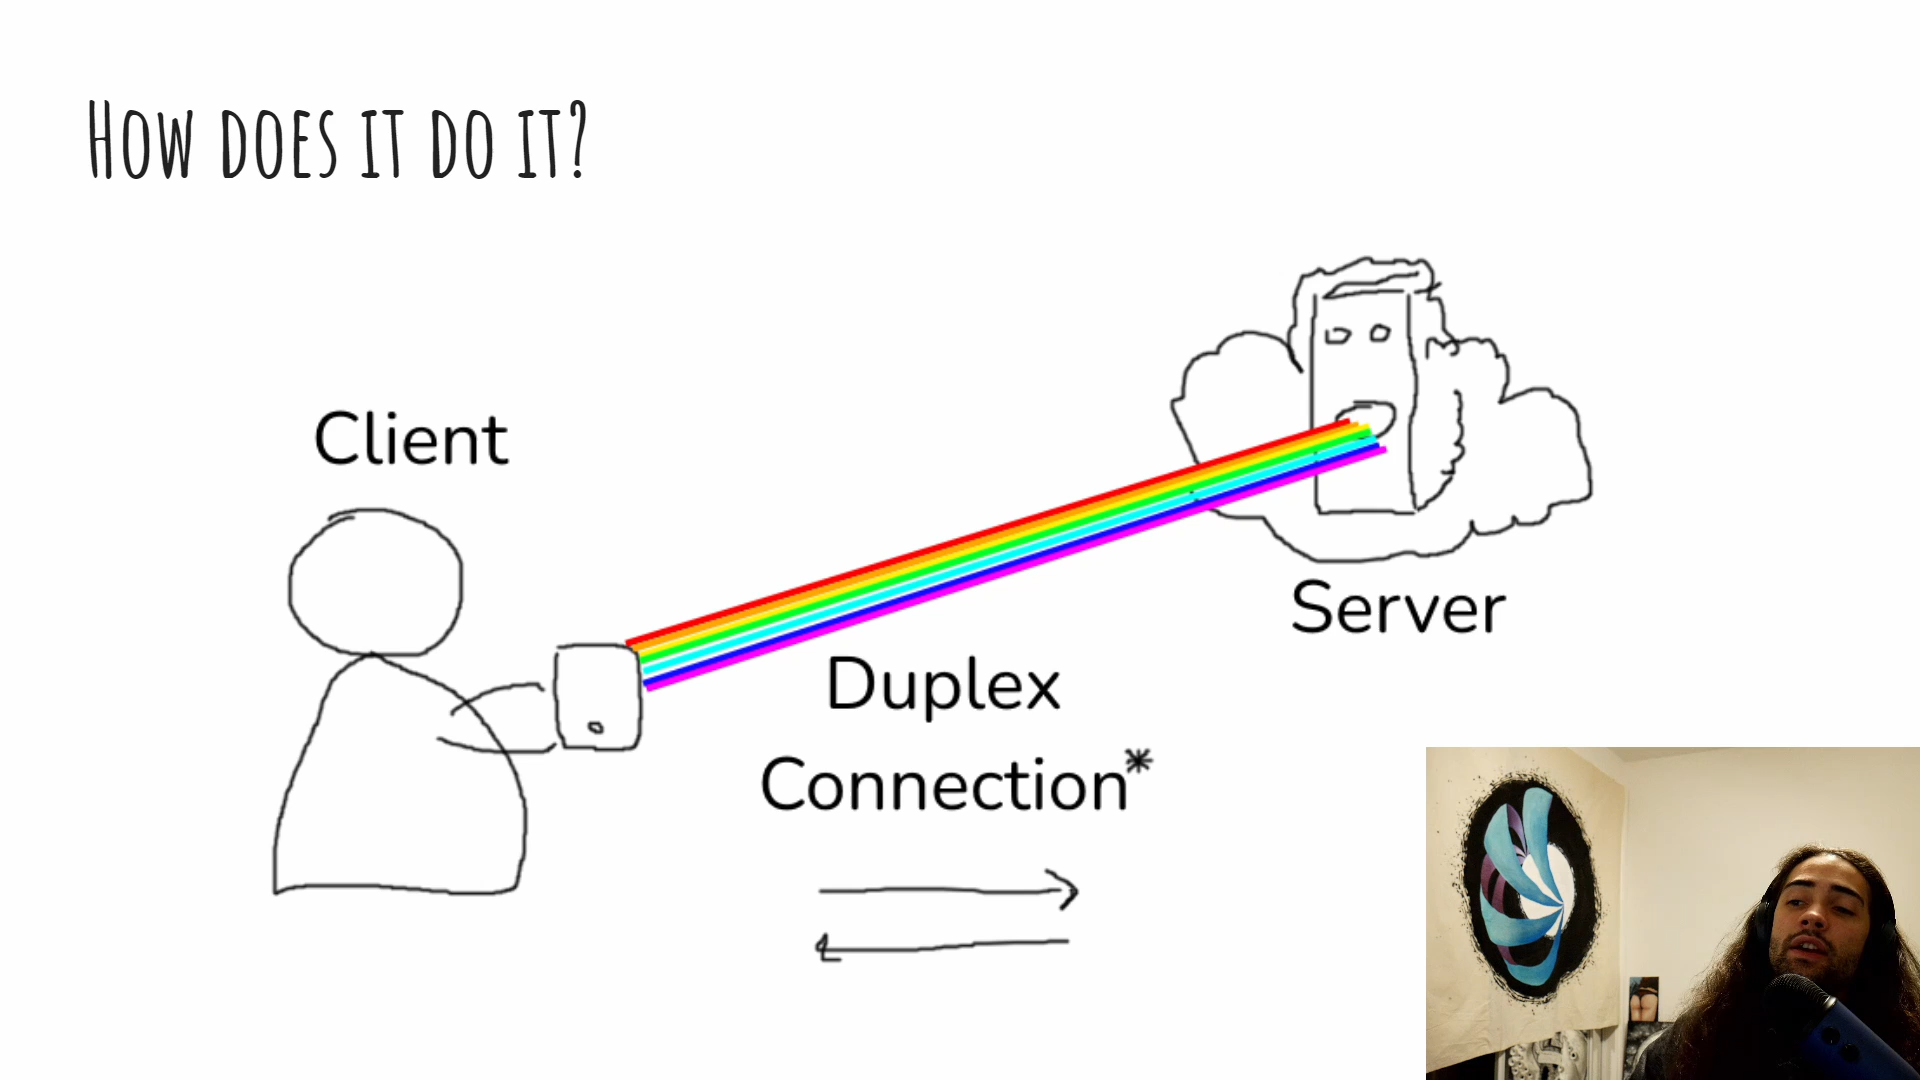 How does it do it?
Client
Server
Duplex
Connection*